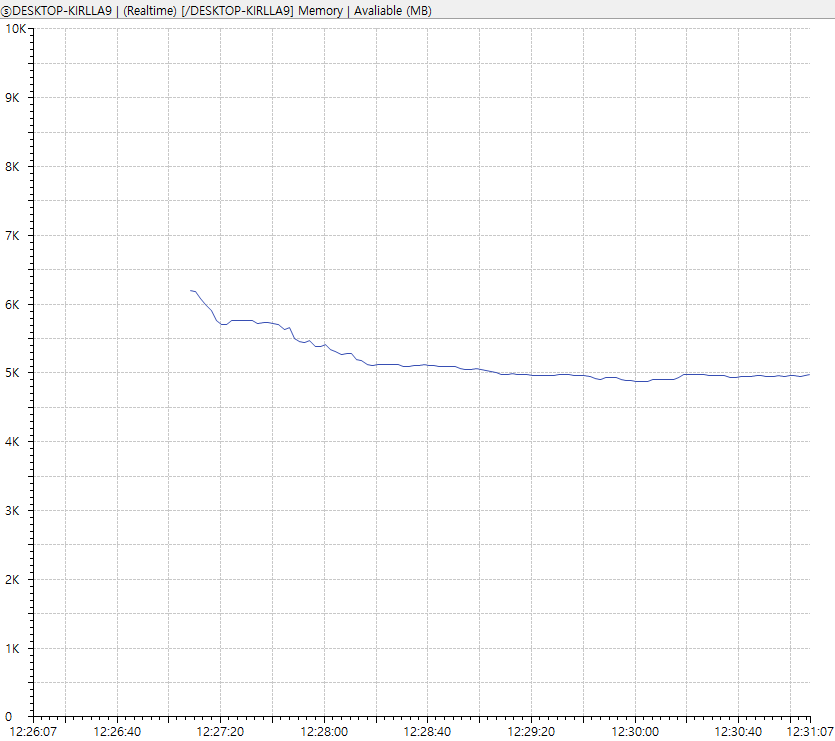 ⓢDESKTOP-KIRLLA9 | (Realtime) [/DESKTOP-KIRLLA9] Memory | Avaliable (MB)
10K
9K
8K
7K
6K
5K
4K
3K
2K
1K
0
12:26:07 12:26:40 12:27:20 12:28:00 12:28:40 12:29:20 12:30:00 12:30:40 12:31:07